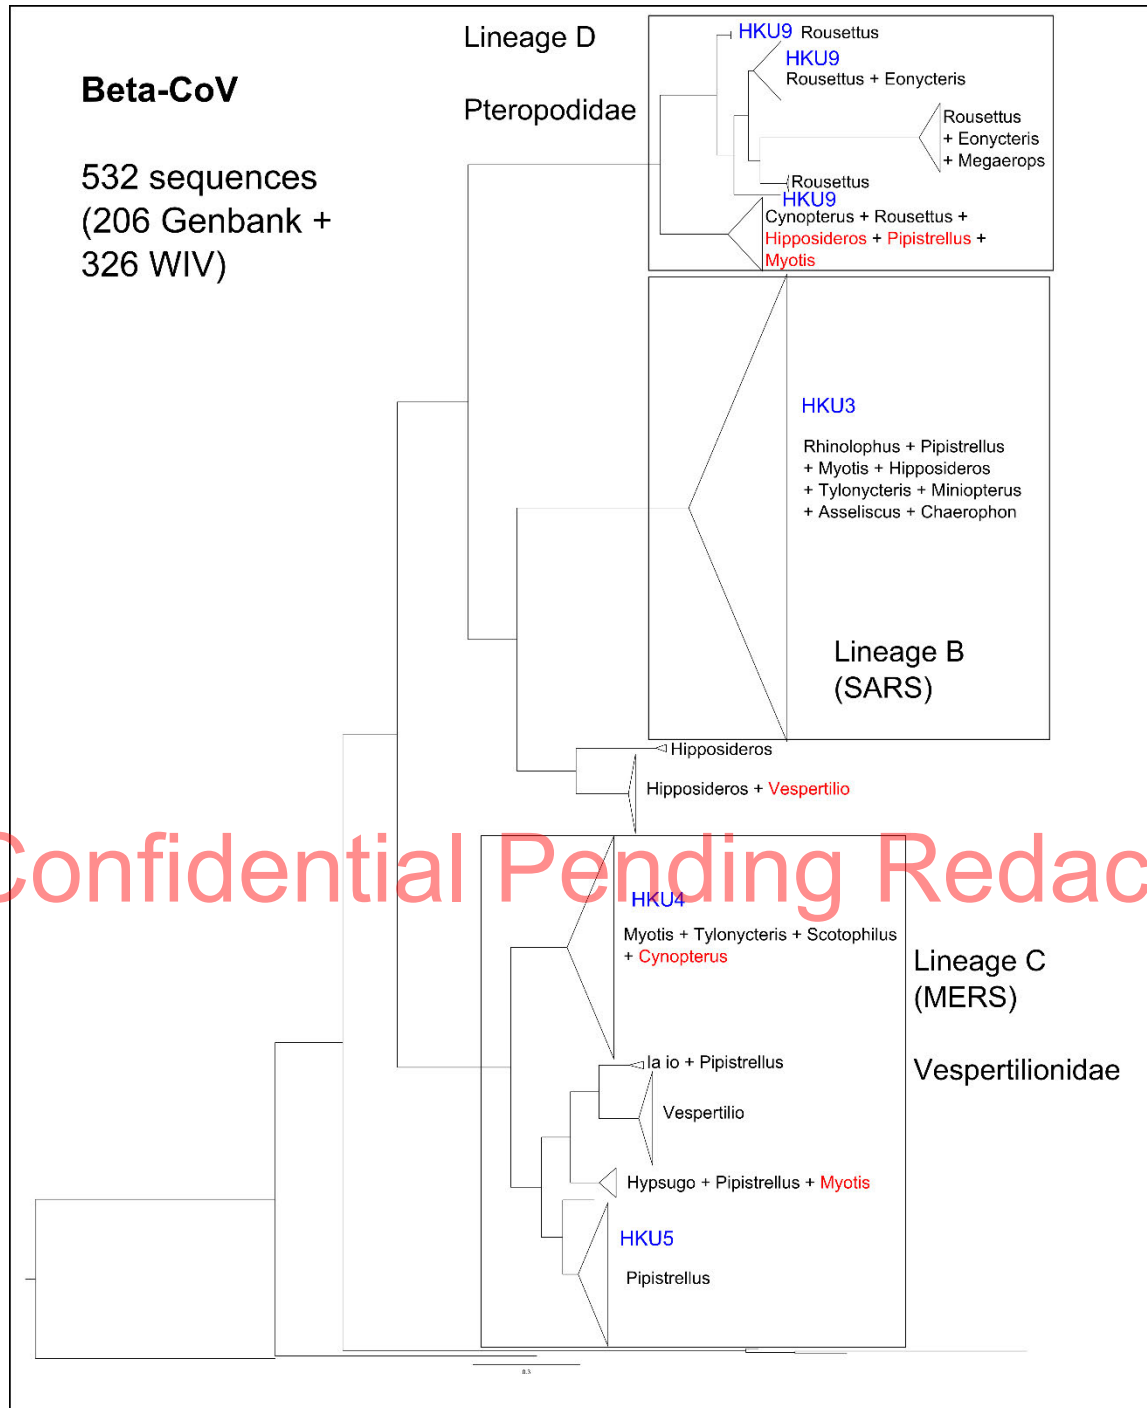 Beta-CoV
532 sequences
(206 Genbank +
326 WIV)
Lineage D
Pteropodidae
HKU9 Rousettus
HKU9
Rousettus + Eonycteris
Rousettus
+ Eonycteris
+ Megaerops
Rousettus
HKU9
Cynopterus + Rousettus +
Hipposideros + Pipistrellus +
Myotis
HKU3
Rhinolophus + Pipistrellus
+ Myotis + Hipposideros
+ Tylonycteris + Miniopterus
+ Asseliscus + Chaerophon
Lineage B
(SARS)
Hipposideros
Hipposideros + Vespertilio
Confidential Pending Redac
HKU4
Myotis + Tylonycteris + Scotophilus
+ Cynopterus
Lineage C
(MERS)
Ia io + Pipistrellus
Vespertilionidae
Vespertilio
Hypsugo + Pipistrellus + Myotis
HKU5
Pipistrellus